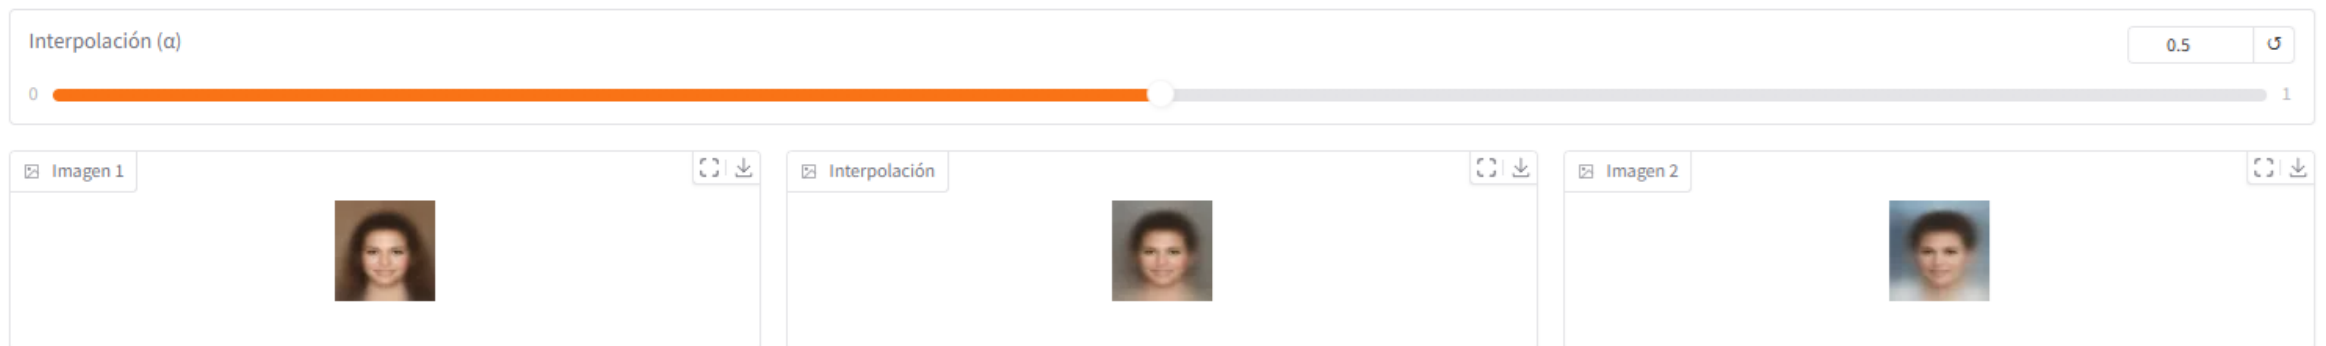 Interpolación (α)
0.5
0
1
Imagen 1
Interpolación
Imagen 2